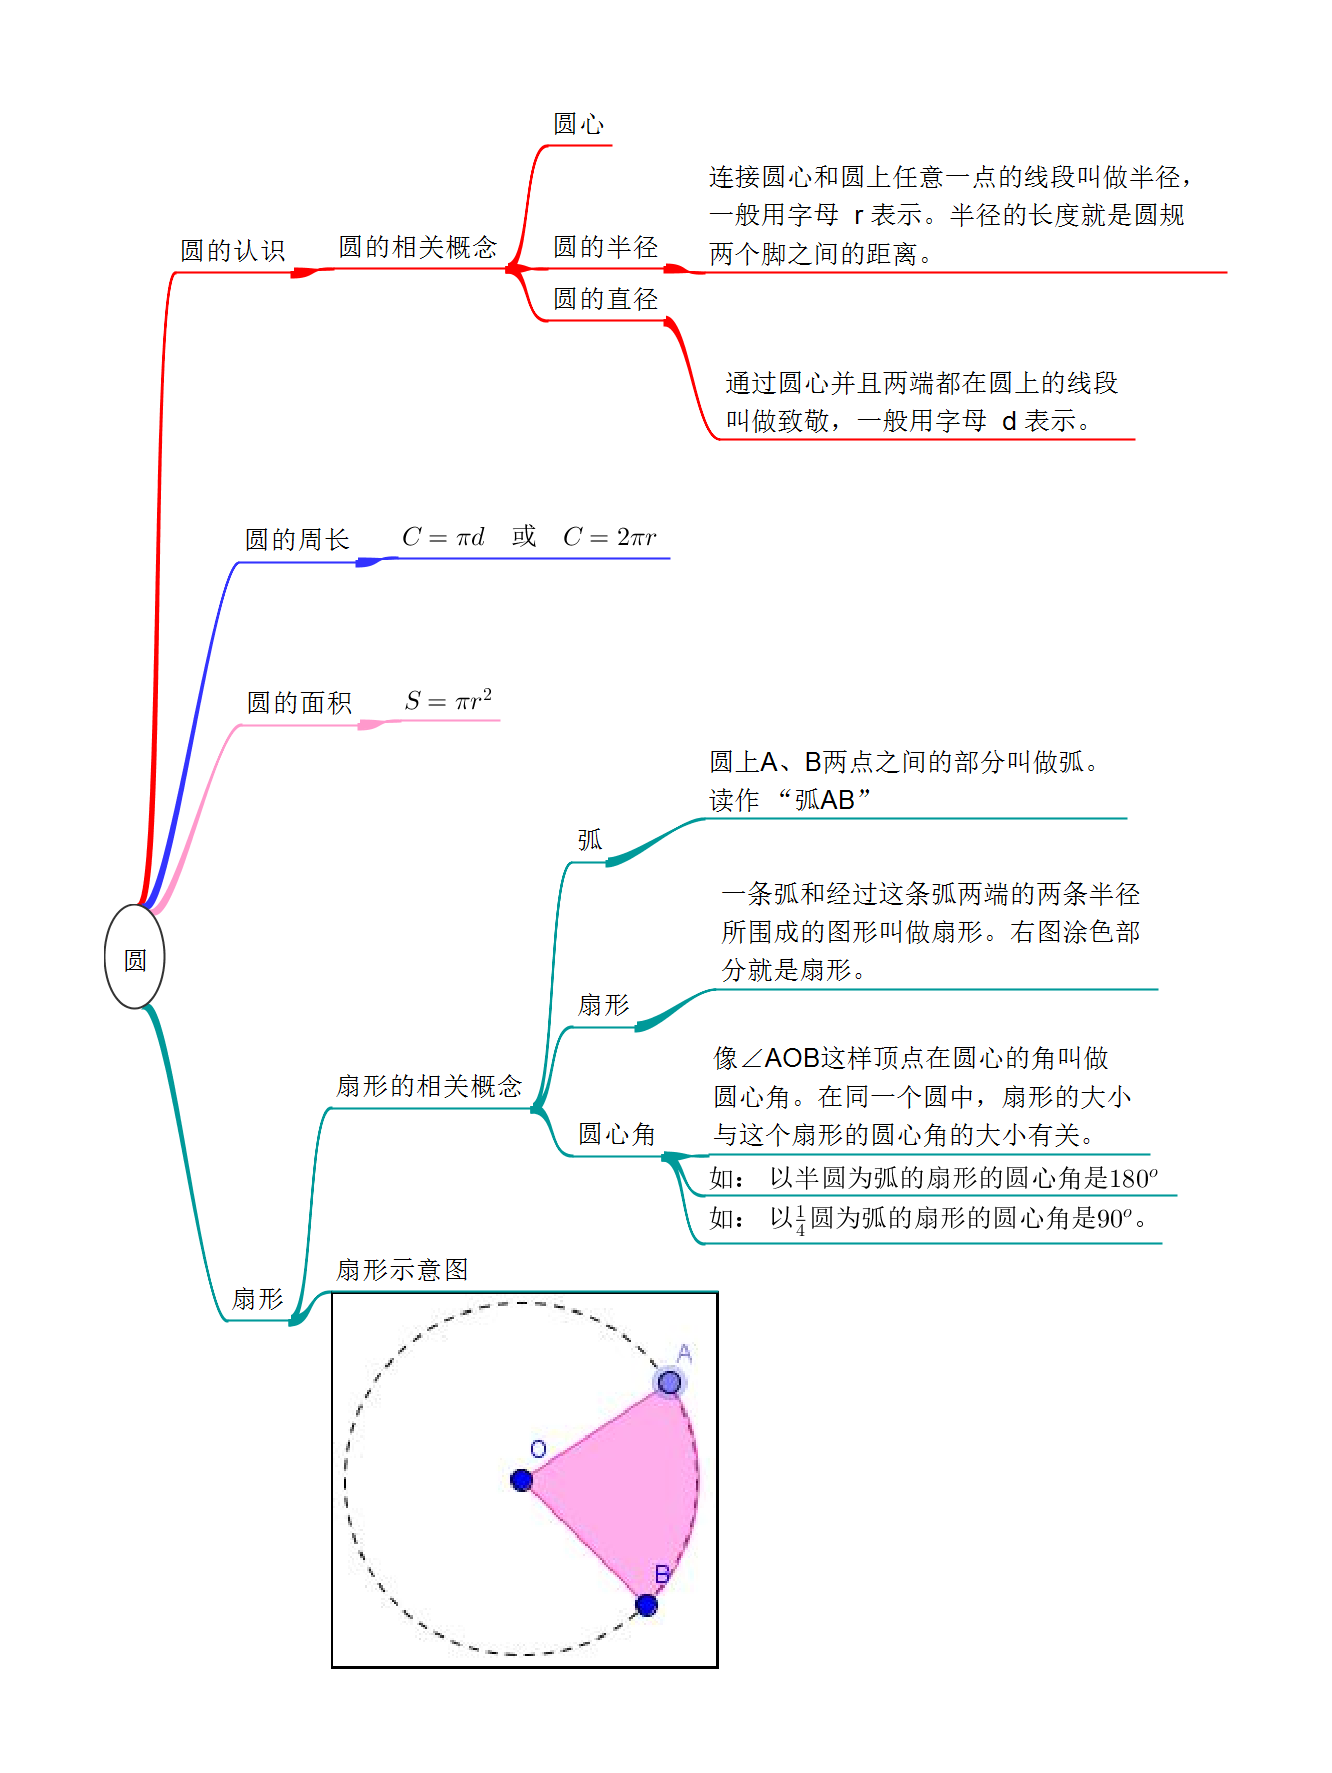 圆心
连接圆心和圆上任意一点的线段叫做半径，
一般用字母 r 表示。半径的长度就是圆规
两个脚之间的距离。
圆的认识
圆的相关概念
圆的半径
圆的直径
通过圆心并且两端都在圆上的线段
叫做致敬，一般用字母 d 表示。
圆的周长
C = πd 或 C = 2πr
圆的面积
S = πr²
圆上A、B两点之间的部分叫做弧。
读作 “弧AB”
弧
一条弧和经过这条弧两端的两条半径
所围成的图形叫做扇形。右图涂色部
分就是扇形。
圆
扇形
像∠AOB这样顶点在圆心的角叫做
圆心角。在同一个圆中，扇形的大小
与这个扇形的圆心角的大小有关。
扇形的相关概念
圆心角
如： 以半圆为弧的扇形的圆心角是180º
如： 以1/4圆为弧的扇形的圆心角是90º。
扇形示意图
扇形
A
O
B